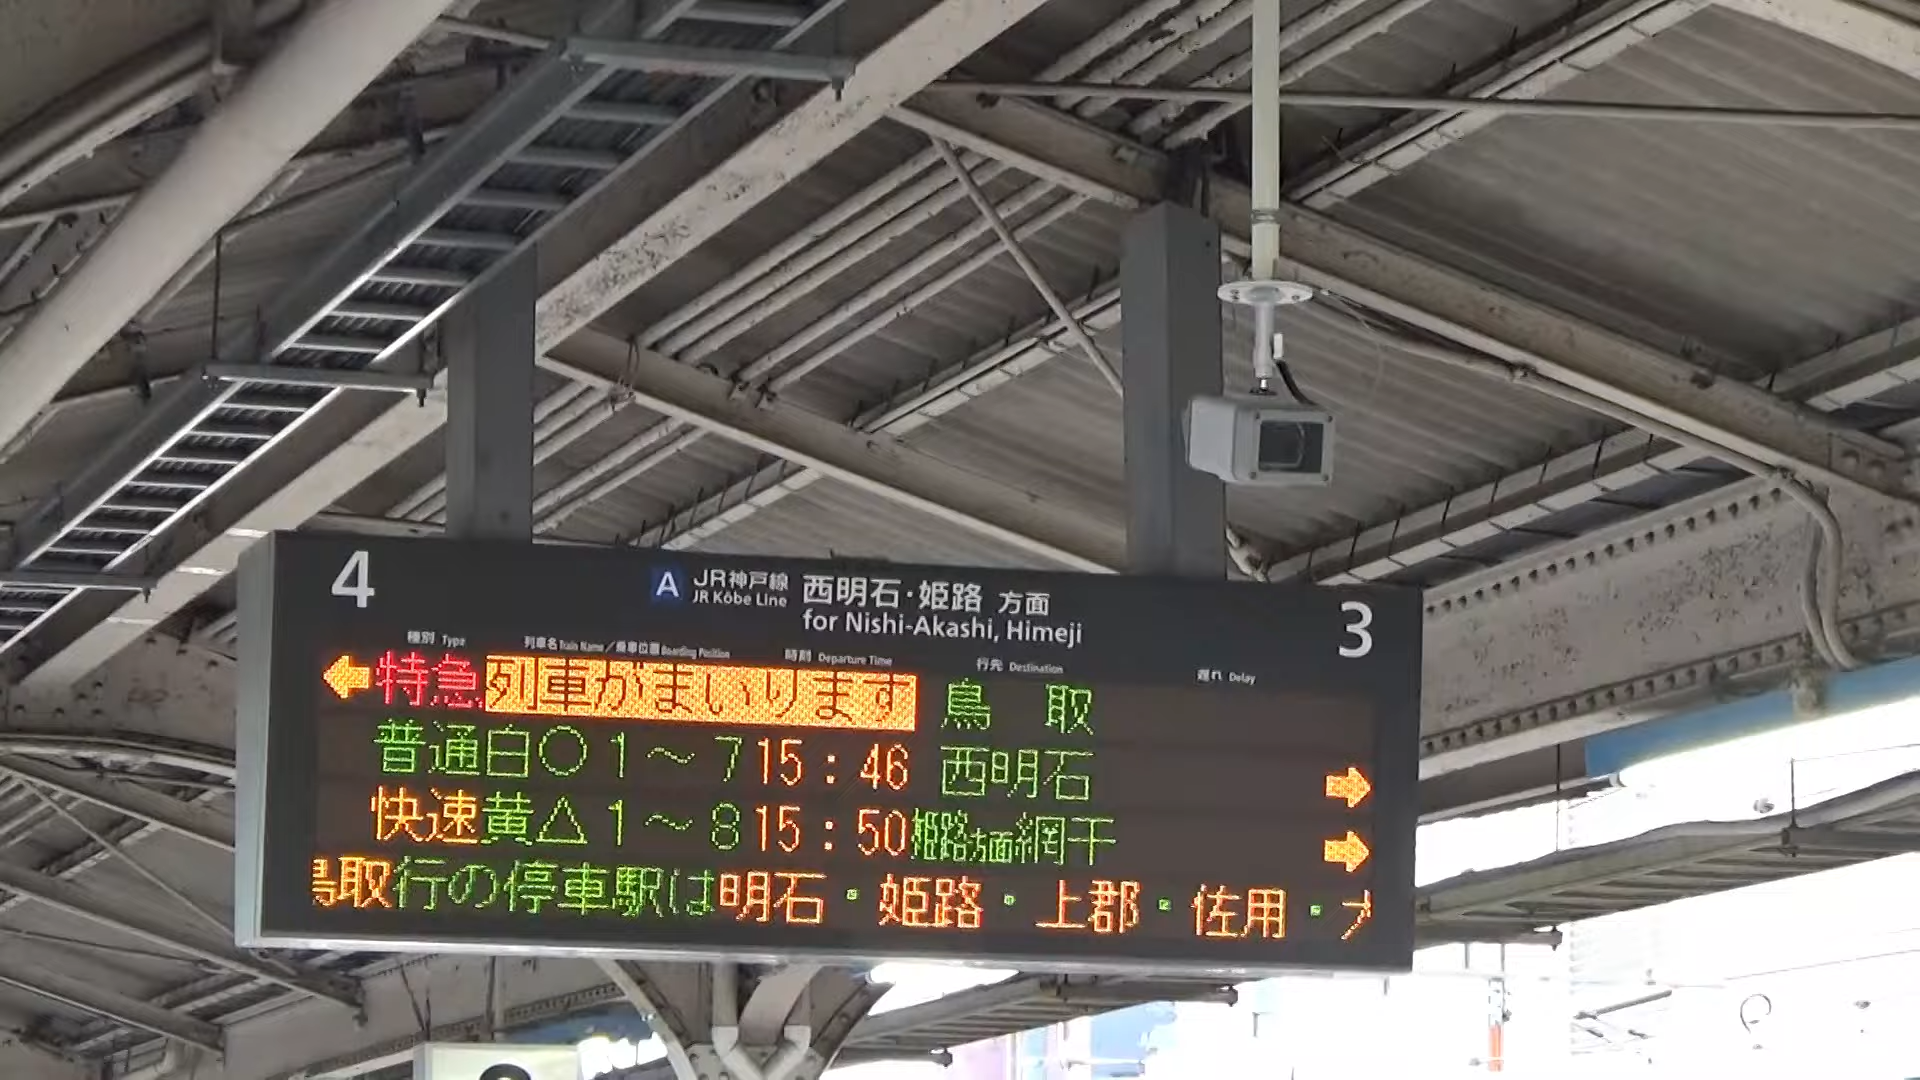 4
A JR神戸線 西明石・姫路 方面
JR Kōbe Line for Nishi-Akashi, Himeji
3
種別 Type 列車名 Train Name／乗車位置 Boarding Position 時刻 Departure Time 行先 Destination 遅れ Delay
←特急 列車がまいります 鳥 取
普通 白○ 1～7 15:46 西明石 →
快速 黄△ 1～8 15:50 姫路方面網干 →
取行の停車駅は明石・姫路・上郡・佐用・